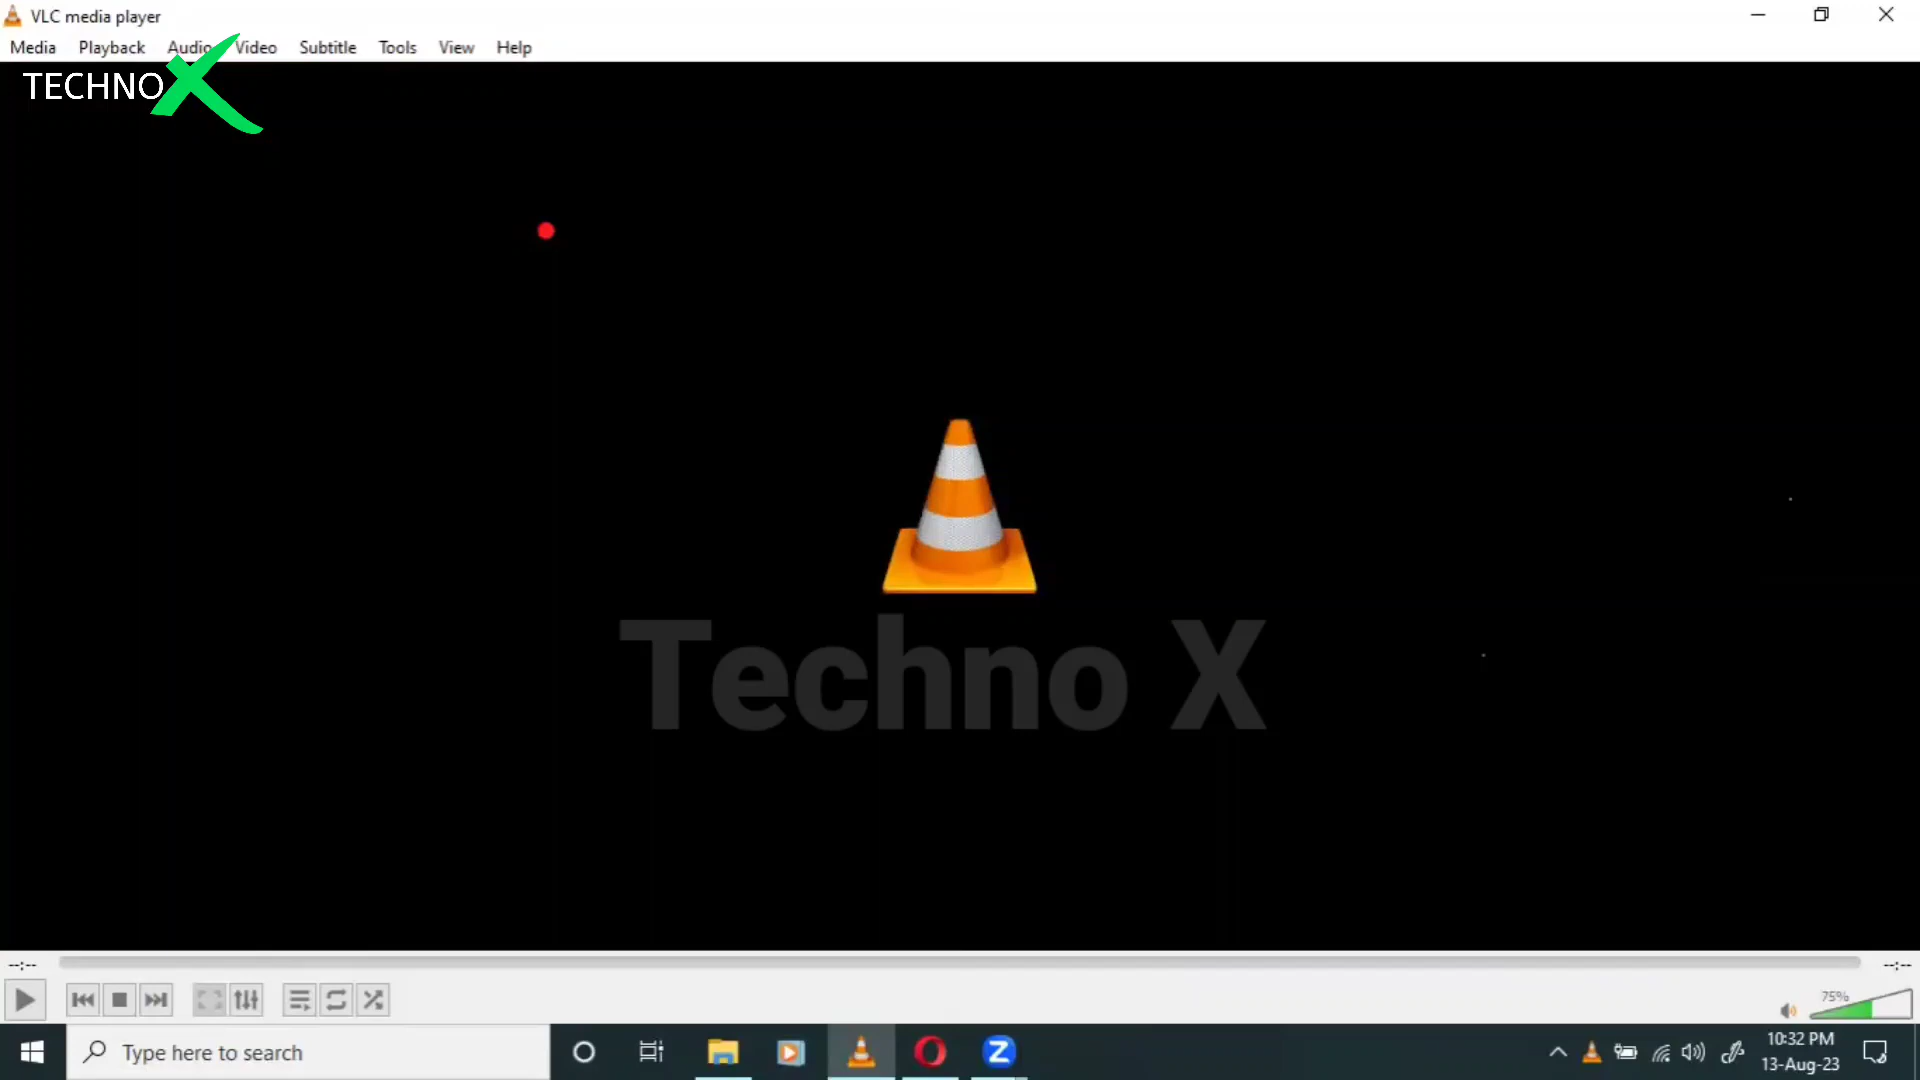 VLC media player
Media Playback Audio Video Subtitle Tools View Help
TECHNOX
Techno X
--:-- --:--
75%
Type here to search
10:32 PM
13-Aug-23